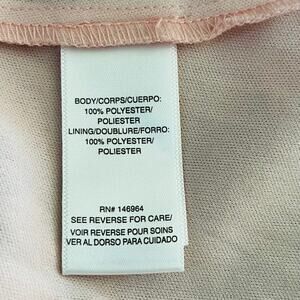 BODY/CORPS/CUERPO:
100% POLYESTER/
POLIESTER
LINING/DOUBLURE/FORRO:
100% POLYESTER/
POLIESTER
RN# 146964
SEE REVERSE FOR CARE/
VOIR REVERSE POUR SOINS
VER AL DORSO PARA CUIDADO